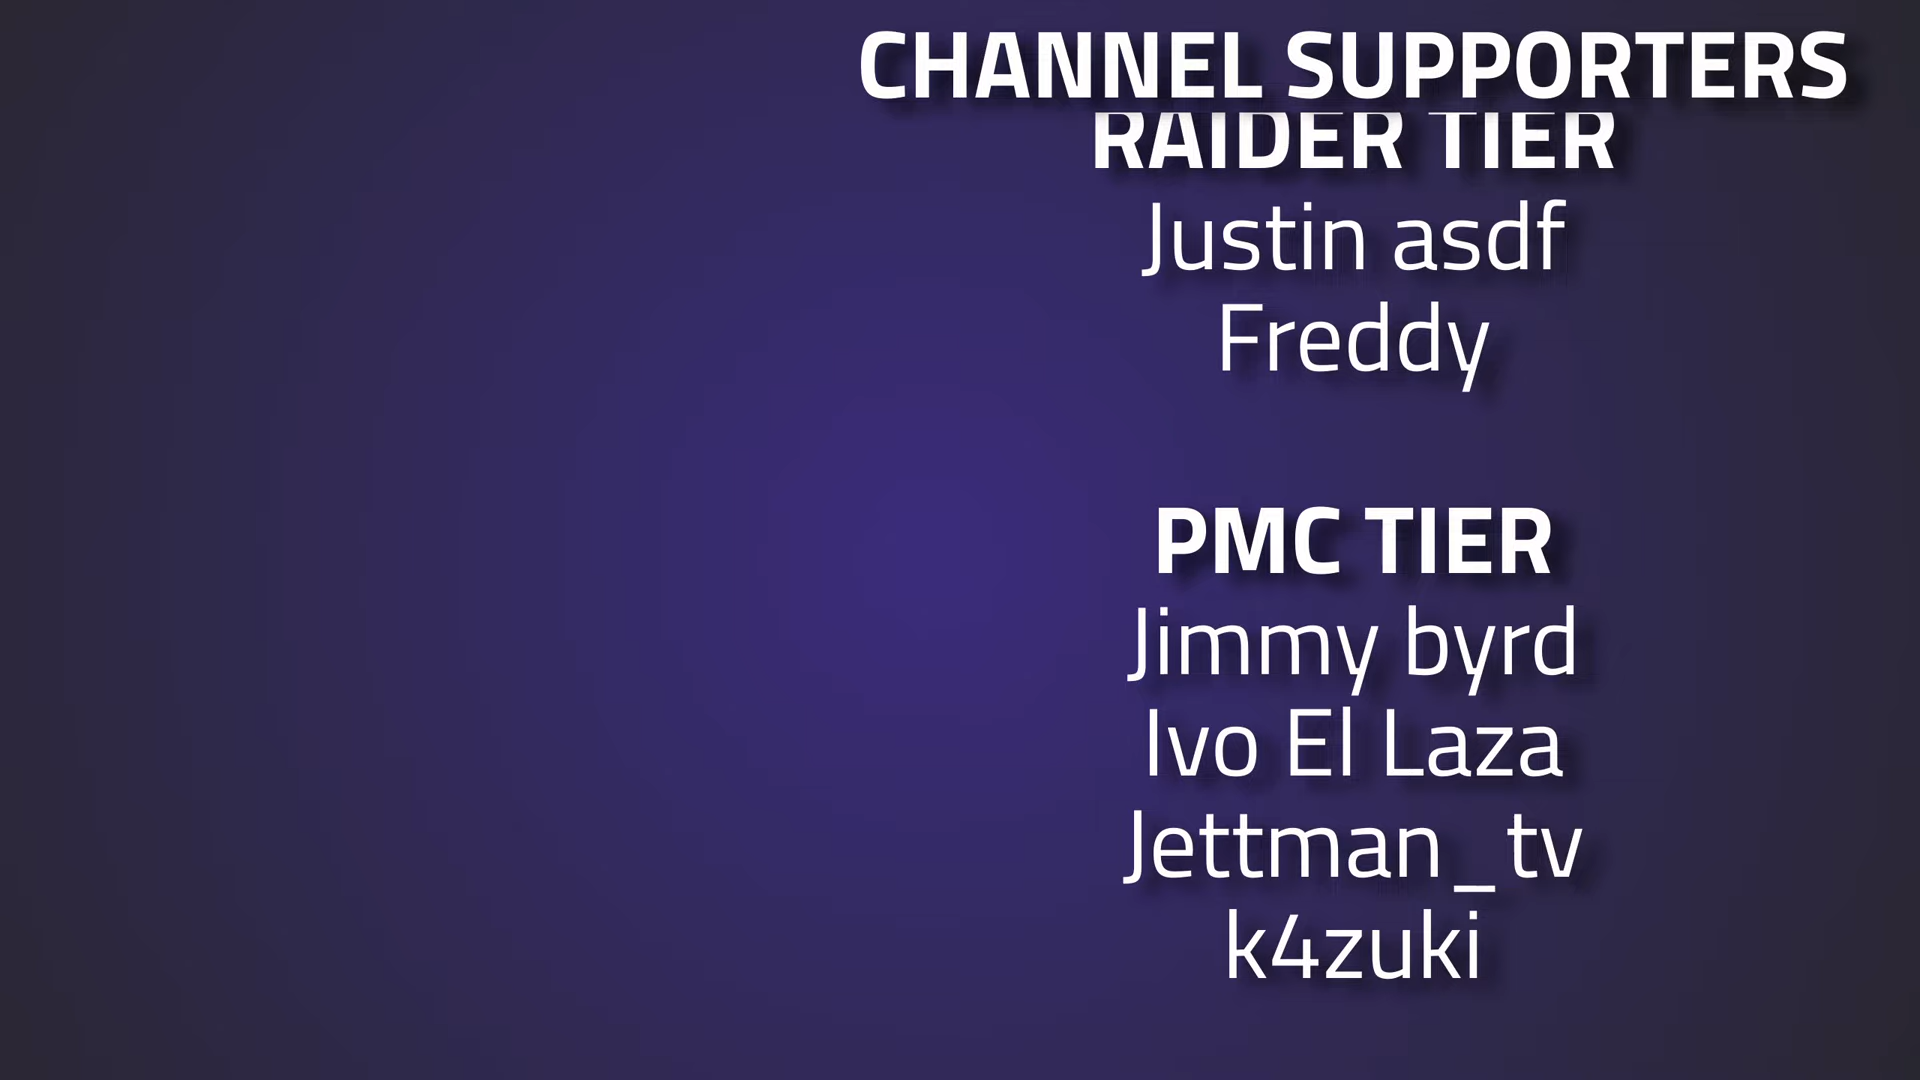 CHANNEL SUPPORTERS
RAIDER TIER
Justin asdf
Freddy
PMC TIER
Jimmy byrd
Ivo El Laza
Jettman_tv
k4zuki